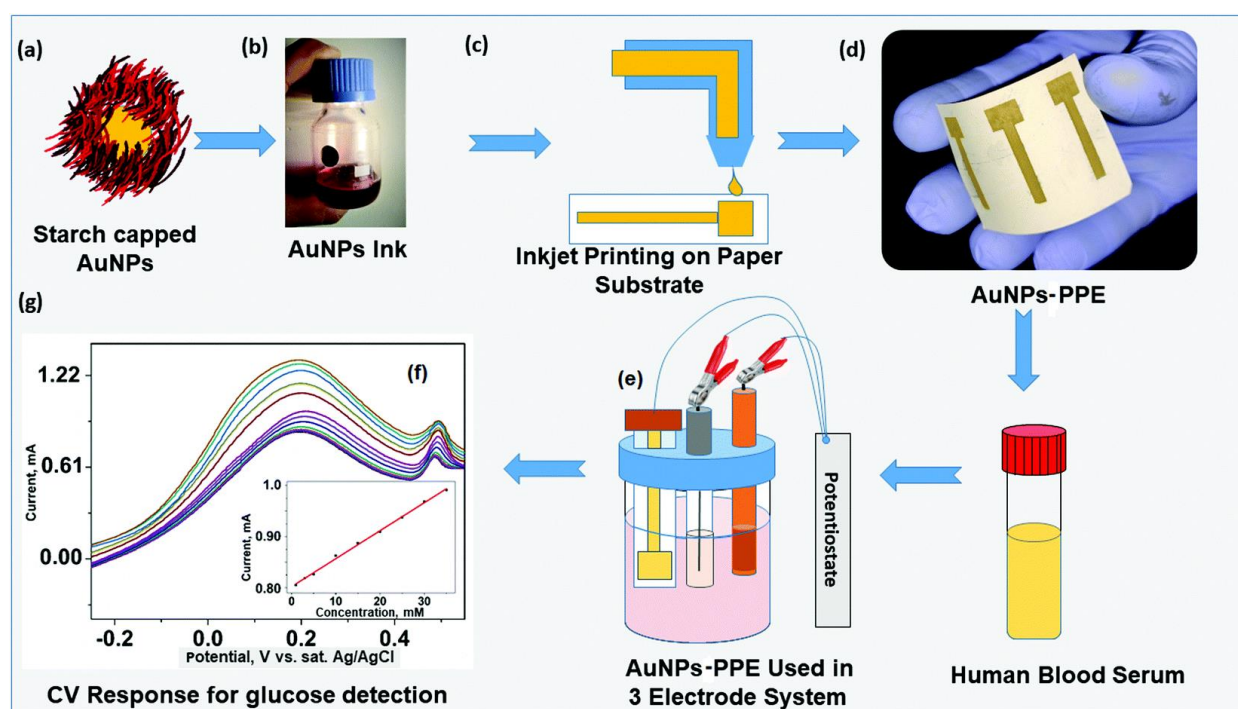 (a)
(b)
(c)
(d)
Starch capped
AuNPs
AuNPs Ink
Inkjet Printing on Paper
Substrate
AuNPs-PPE
(g)
(f)
1.22
0.61
0.00
Current, mA
-0.2
0.0
0.2
0.4
Potential, V vs. sat. Ag/AgCl
1.0
0.90
0.80
Current, mA
0
10
20
30
Concentration, mM
CV Response for glucose detection
(e)
Potentiostate
AuNPs-PPE Used in
3 Electrode System
Human Blood Serum